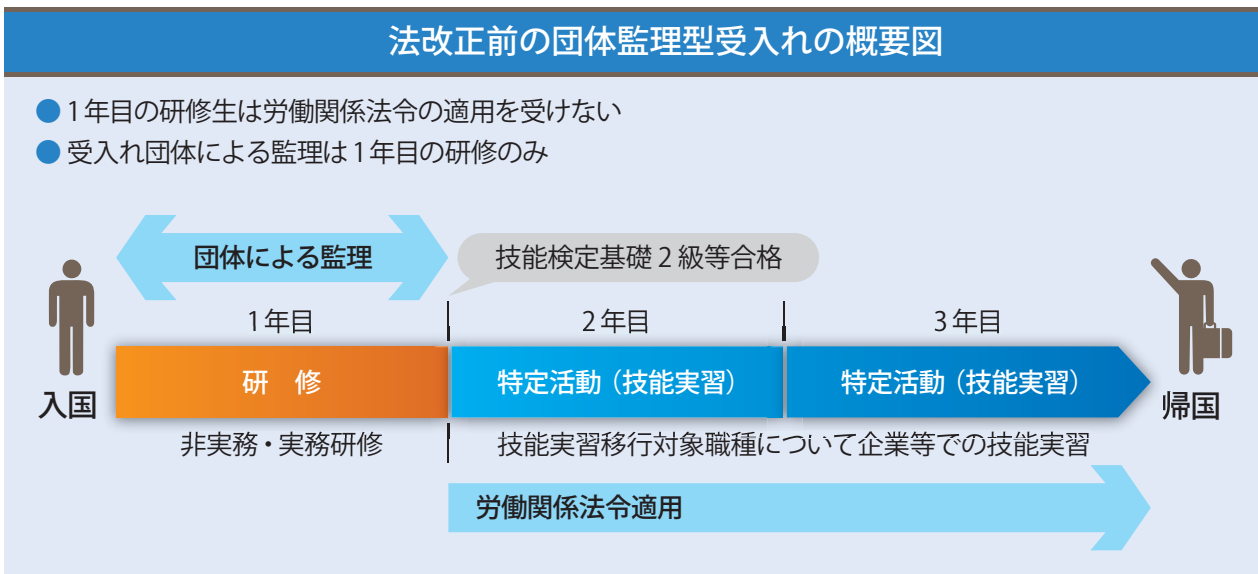 法改正前の団体監理型受入れの概要図
● 1年目の研修生は労働関係法令の適用を受けない
● 受入れ団体による監理は1年目の研修のみ
団体による監理
技能検定基礎2級等合格
1年目
2年目
3年目
研 修
特定活動（技能実習）
特定活動（技能実習）
入国
帰国
非実務・実務研修
技能実習移行対象職種について企業等での技能実習
労働関係法令適用